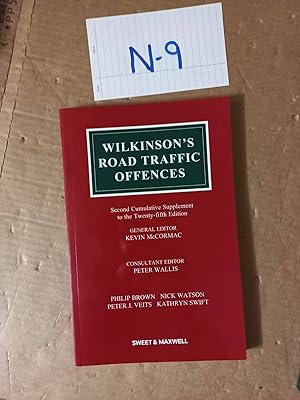 N-9
WILKINSON'S
ROAD TRAFFIC
OFFENCES
Second Cumulative Supplement
to the Twenty-fifth Edition
GENERAL EDITOR
KEVIN McCORMAC
CONSULTANT EDITOR
PETER WALLIS
PHILIP BROWN NICK WATSON
PETER J. VEITS KATHRYN SWIFT
SWEET & MAXWELL